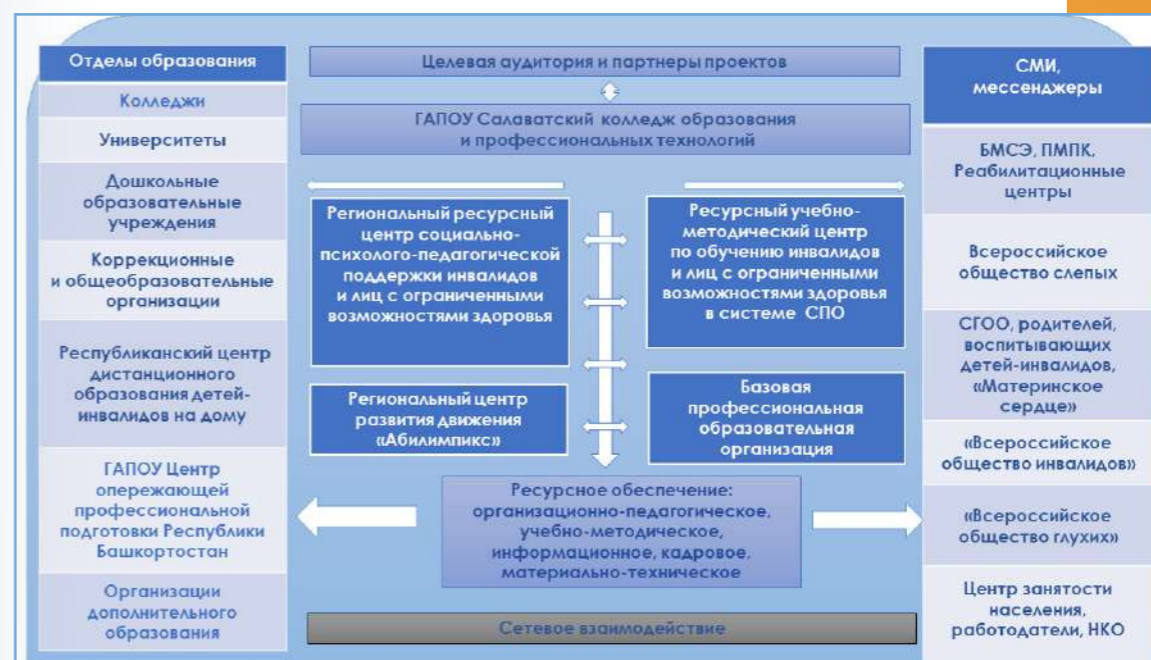 Отделы образования
Колледжи
Университеты
Дошкольные
образовательные
учреждения
Коррекционные
и общеобразовательные
организации
Республиканский центр
дистанционного
образования детей-
инвалидов на дому
ГАПОУ Центр
опережающей
профессиональной
подготовки Республики
Башкортостан
Организации
дополнительного
образования
Целевая аудитория и партнеры проектов
ГАПОУ Салаватский колледж образования
и профессиональных технологий
Региональный ресурсный
центр социально-
психолого-педагогической
поддержки инвалидов
и лиц с ограниченными
возможностями здоровья
Ресурсный учебно-
методический центр
по обучению инвалидов
и лиц с ограниченными
возможностями здоровья
в системе СПО
Региональный центр
развития движения
«Абилимпикс»
Базовая
профессиональная
образовательная
организация
Ресурсное обеспечение:
организационно-педагогическое,
учебно-методическое,
информационное, кадровое,
материально-техническое
Сетевое взаимодействие
СМИ,
мессенджеры
БМСЭ, ПМПК,
Реабилитационные
центры
Всероссийское
общество слепых
СГОО, родителей,
воспитывающих
детей-инвалидов,
«Материнское
сердце»
«Всероссийское
общество инвалидов»
«Всероссийское
общество глухих»
Центр занятости
населения,
работодатели, НКО